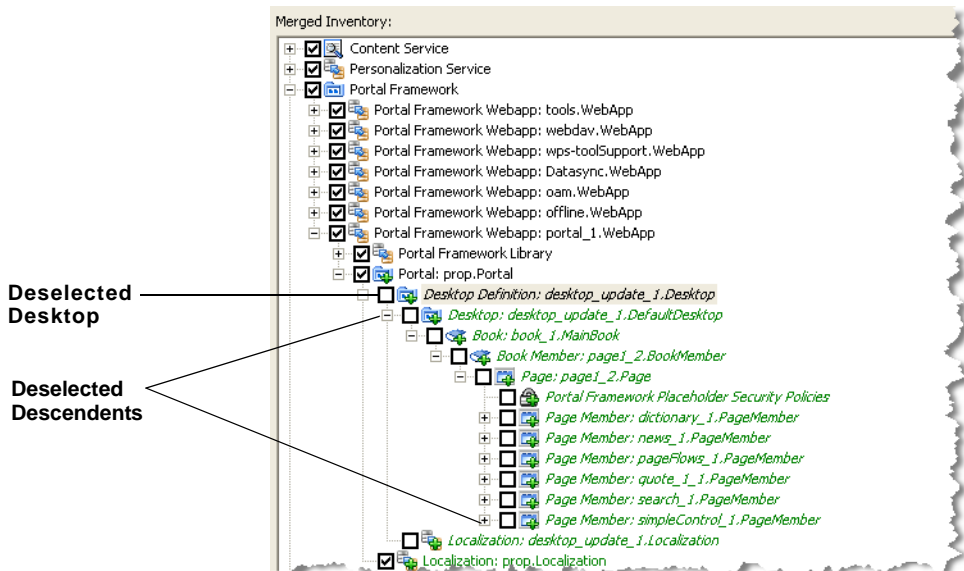 Merged Inventory:
Content Service
Personalization Service
Portal Framework
Portal Framework Webapp: tools.WebApp
Portal Framework Webapp: webdav.WebApp
Portal Framework Webapp: wps-toolSupport.WebApp
Portal Framework Webapp: Datasync.WebApp
Portal Framework Webapp: oam.WebApp
Portal Framework Webapp: offline.WebApp
Portal Framework Webapp: portal_1.WebApp
Portal Framework Library
Portal: prop.Portal
Deselected
Desktop
Desktop Definition: desktop_update_1.Desktop
Desktop: desktop_update_1.DefaultDesktop
Book: book_1.MainBook
Book Member: page1_2.BookMember
Deselected
Descendents
Page: page1_2.Page
Portal Framework Placeholder Security Policies
Page Member: dictionary_1.PageMember
Page Member: news_1.PageMember
Page Member: pageFlows_1.PageMember
Page Member: quote_1_1.PageMember
Page Member: search_1.PageMember
Page Member: simpleControl_1.PageMember
Localization: desktop_update_1.Localization
Localization: prop.Localization